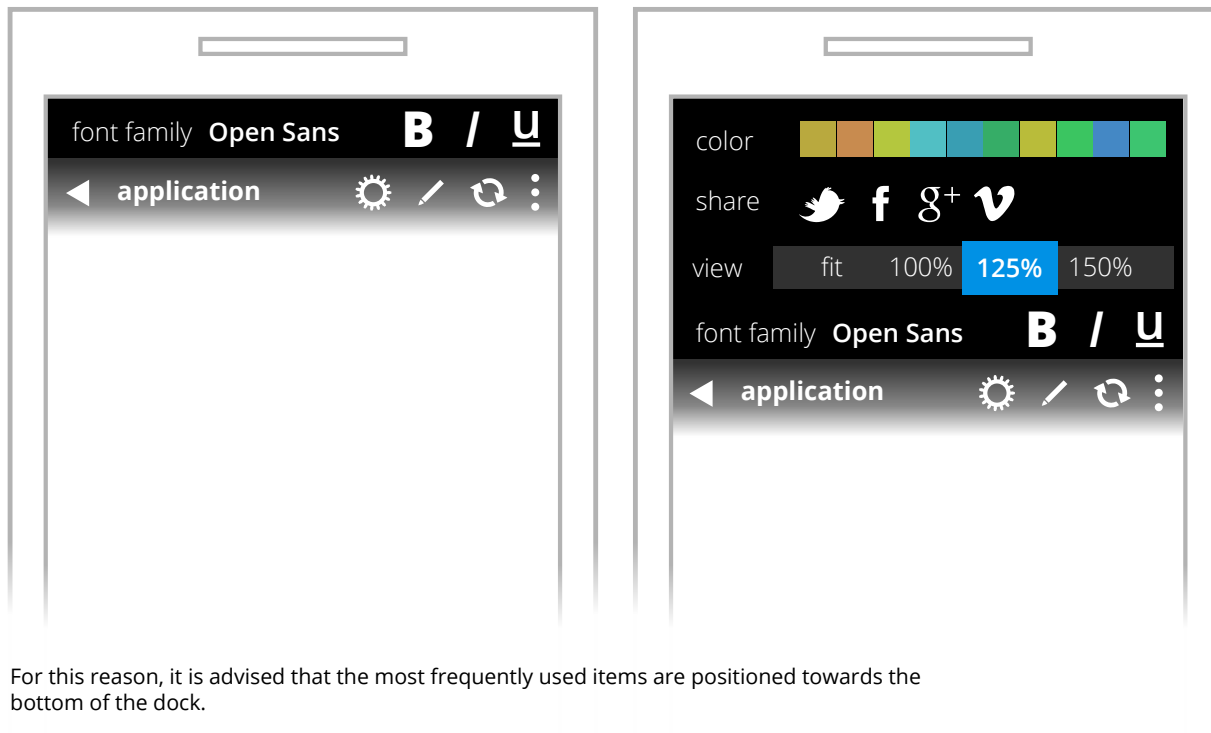 font family Open Sans B I U
application
color
share f g+ v
view fit 100% 125% 150%
font family Open Sans B I U
application
For this reason, it is advised that the most frequently used items are positioned towards the
bottom of the dock.